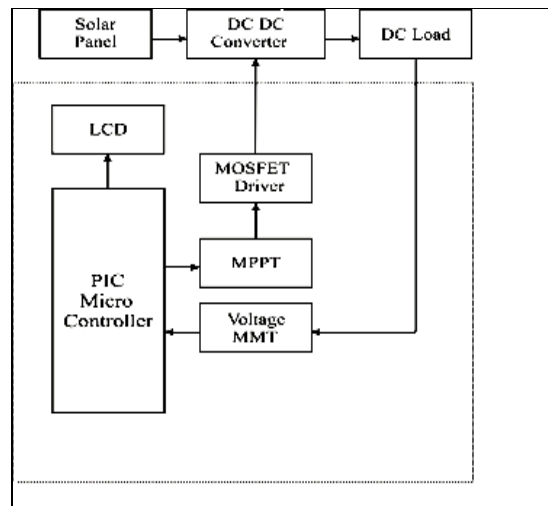 Solar
Panel
DC DC
Converter
DC Load
LCD
MOSFET
Driver
MPPT
PIC
Micro
Controller
Voltage
MMT